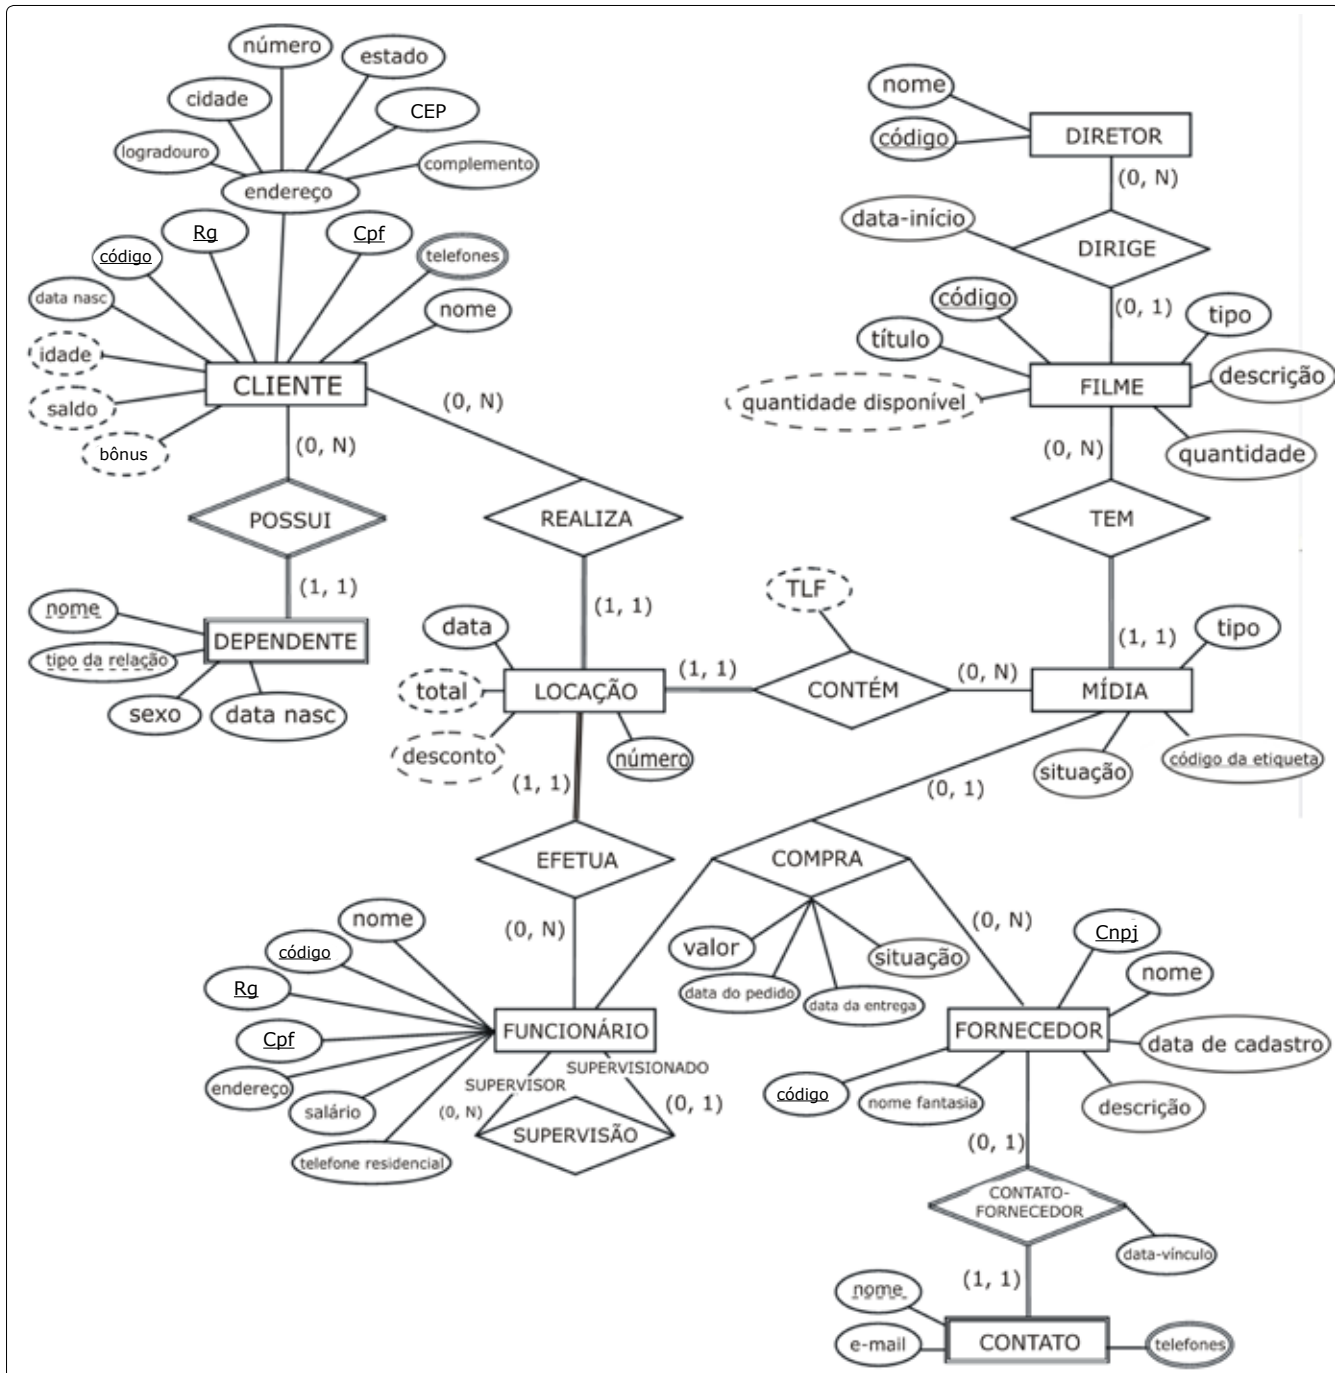 número
estado
cidade
CEP
logradouro
complemento
endereço
Rg
Cpf
código
telefones
data nasc
nome
idade
CLIENTE
saldo
bônus
(0, N)
(0, N)
POSSUI
REALIZA
(1, 1)
(1, 1)
nome
DEPENDENTE
tipo da relação
sexo
data nasc
nome
código
DIRETOR
(0, N)
data-início
DIRIGE
código
(0, 1)
tipo
título
FILME
descrição
quantidade disponível
(0, N)
quantidade
TEM
TLF
(1, 1)
tipo
data
(1, 1)
(0, N)
total
LOCAÇÃO
CONTÉM
MÍDIA
desconto
número
situação
código da etiqueta
(1, 1)
(0, 1)
EFETUA
COMPRA
nome
(0, N)
(0, N)
código
valor
situação
Cnpj
Rg
data do pedido
data da entrega
nome
Cpf
FUNCIONÁRIO
FORNECEDOR
data de cadastro
endereço
SUPERVISOR
SUPERVISIONADO
salário
(0, N)
(0, 1)
código
nome fantasia
descrição
SUPERVISÃO
(0, 1)
telefone residencial
CONTATO-
FORNECEDOR
data-vínculo
(1, 1)
nome
e-mail
CONTATO
telefones